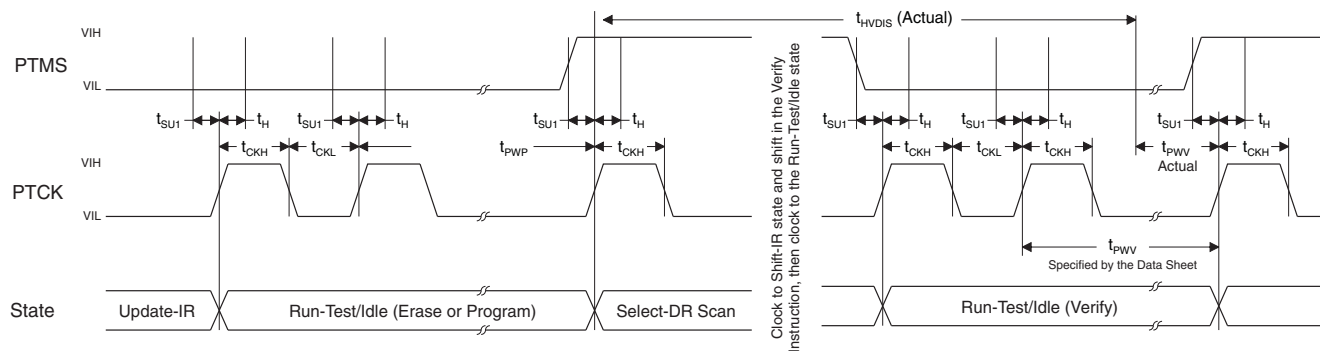 tHVDIS (Actual)
VIH
PTMS
VIL
tSU1
tH
tSU1
tH
tSU1
tH
tSU1
tH
tSU1
tH
tSU1
tH
VIH
tCKH
tCKL
tPWP
tCKH
tCKH
tCKL
tCKH
tPWV
Actual
tCKH
PTCK
VIL
tPWV
Specified by the Data Sheet
Clock to Shift-IR state and shift in the Verify
Instruction, then clock to the Run-Test/Idle state
State
Update-IR
Run-Test/Idle (Erase or Program)
Select-DR Scan
Run-Test/Idle (Verify)